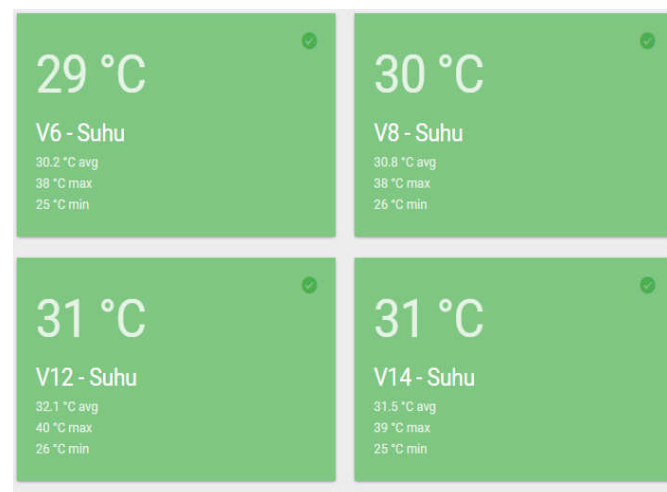 29 °C
V6 - Suhu
30.2 °C avg
38 °C max
25 °C min
30 °C
V8 - Suhu
30.8 °C avg
38 °C max
26 °C min
31 °C
V12 - Suhu
32.1 °C avg
40 °C max
26 °C min
31 °C
V14 - Suhu
31.5 °C avg
39 °C max
25 °C min